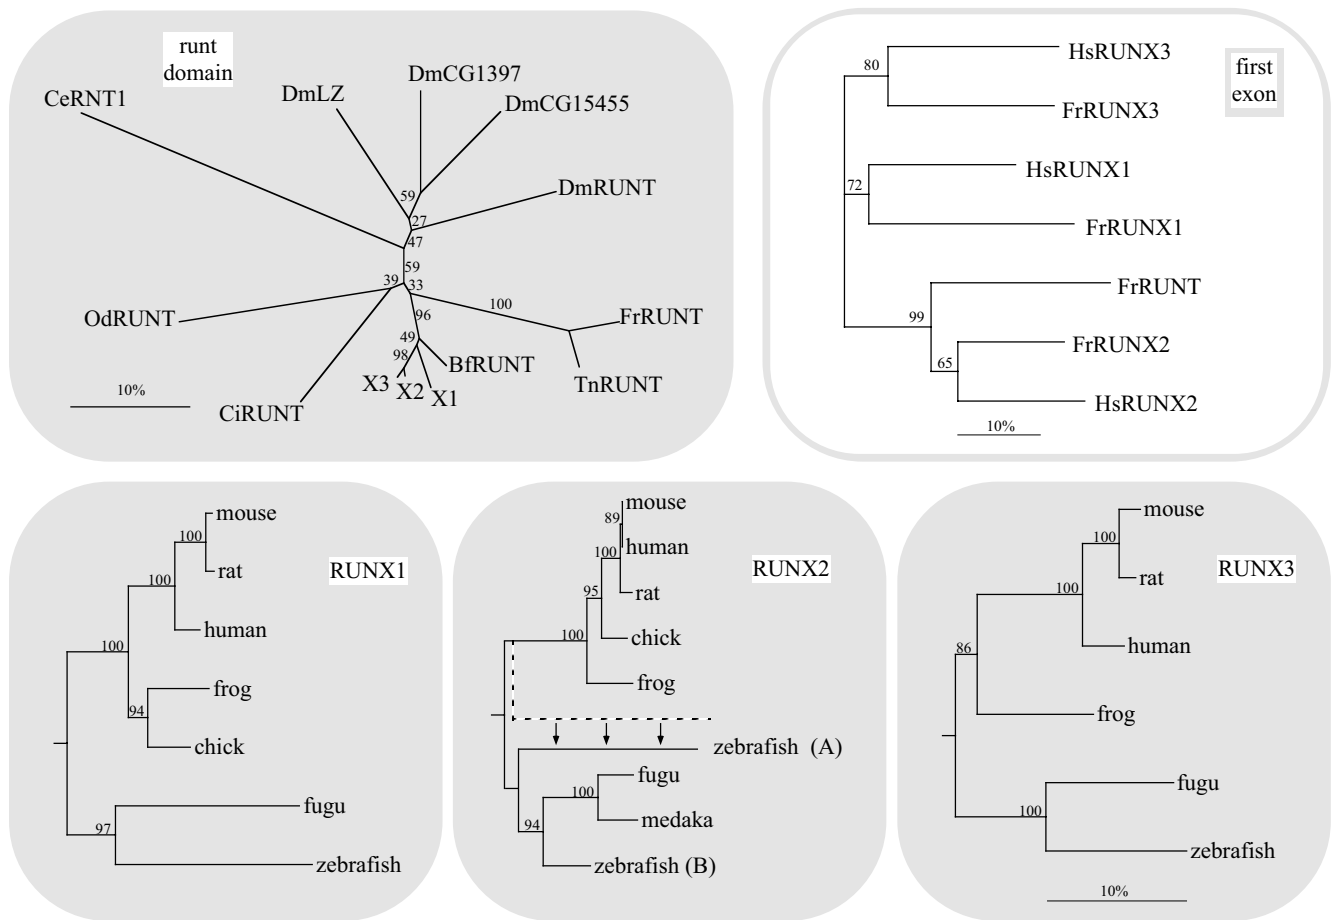 runt
domain
CeRNT1
DmLZ
DmCG1397
DmCG15455
DmRUNT
59
27
47
59
39
33
100
96
49
98
OdRUNT
CiRUNT
X3
X2
X1
BfRUNT
FrRUNT
TnRUNT
10%
first
exon
HsRUNX3
80
FrRUNX3
HsRUNX1
72
FrRUNX1
FrRUNT
99
FrRUNX2
65
HsRUNX2
10%
RUNX1
mouse
100
rat
100
human
100
frog
94
chick
fugu
97
zebrafish
RUNX2
mouse
89
human
100
rat
95
chick
100
frog
zebrafish (A)
fugu
100
medaka
94
zebrafish (B)
RUNX3
mouse
100
rat
100
human
86
frog
fugu
100
zebrafish
10%